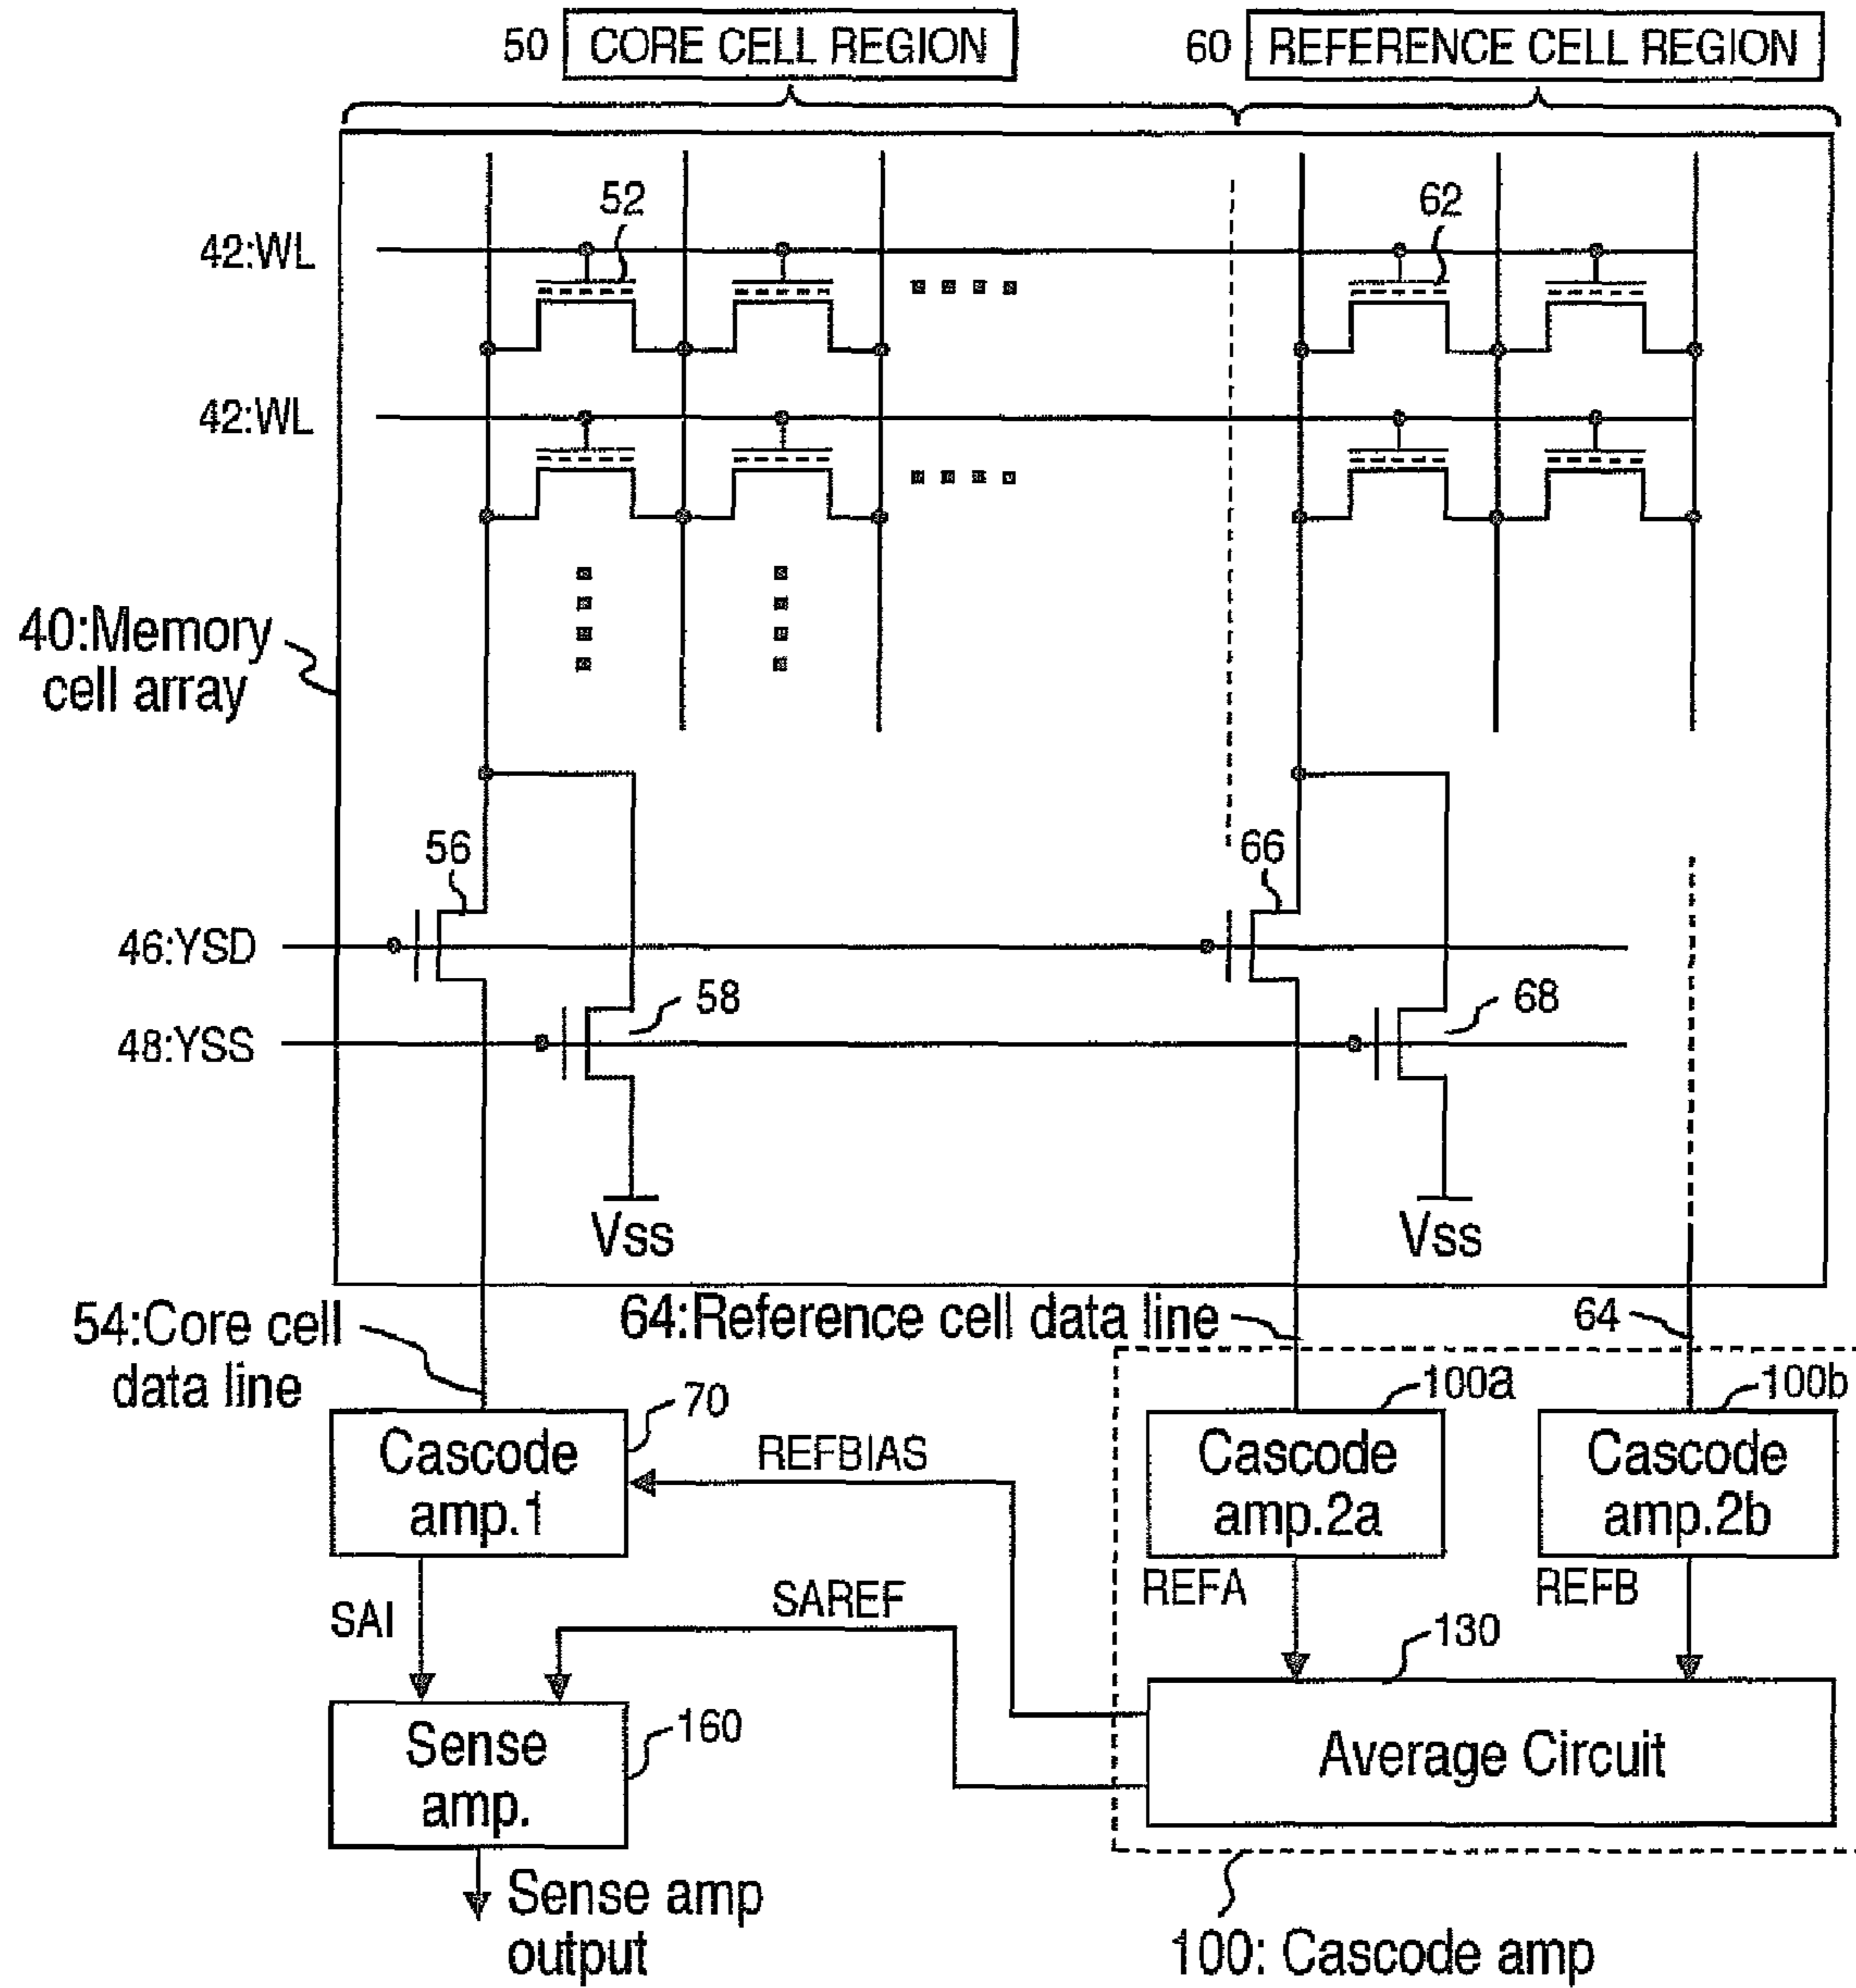 50 CORE CELL REGION
60 REFERENCE CELL REGION
52
62
42:WL
42:WL
40:Memory
cell array
56
66
46:YSD
58
68
48:YSS
Vss
Vss
54:Core cell
data line
64:Reference cell data line
64
70
100a
100b
Cascode
amp.1
REFBIAS
Cascode
amp.2a
Cascode
amp.2b
SAI
SAREF
REFA
REFB
130
Sense
amp.
160
Average Circuit
Sense amp
output
100: Cascode amp